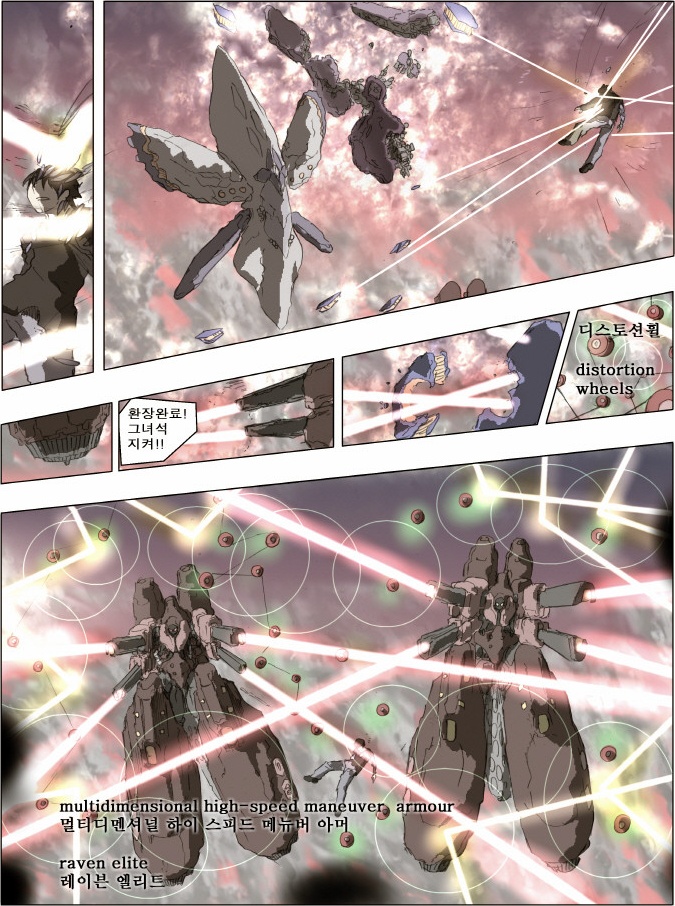 디스토션휠
distortion
wheels
환장완료!
그녀석
지켜!!
multidimensional high-speed maneuver armour
멀티디멘셔널 하이 스피드 메뉴버 아머
raven elite
레이븐 엘리트